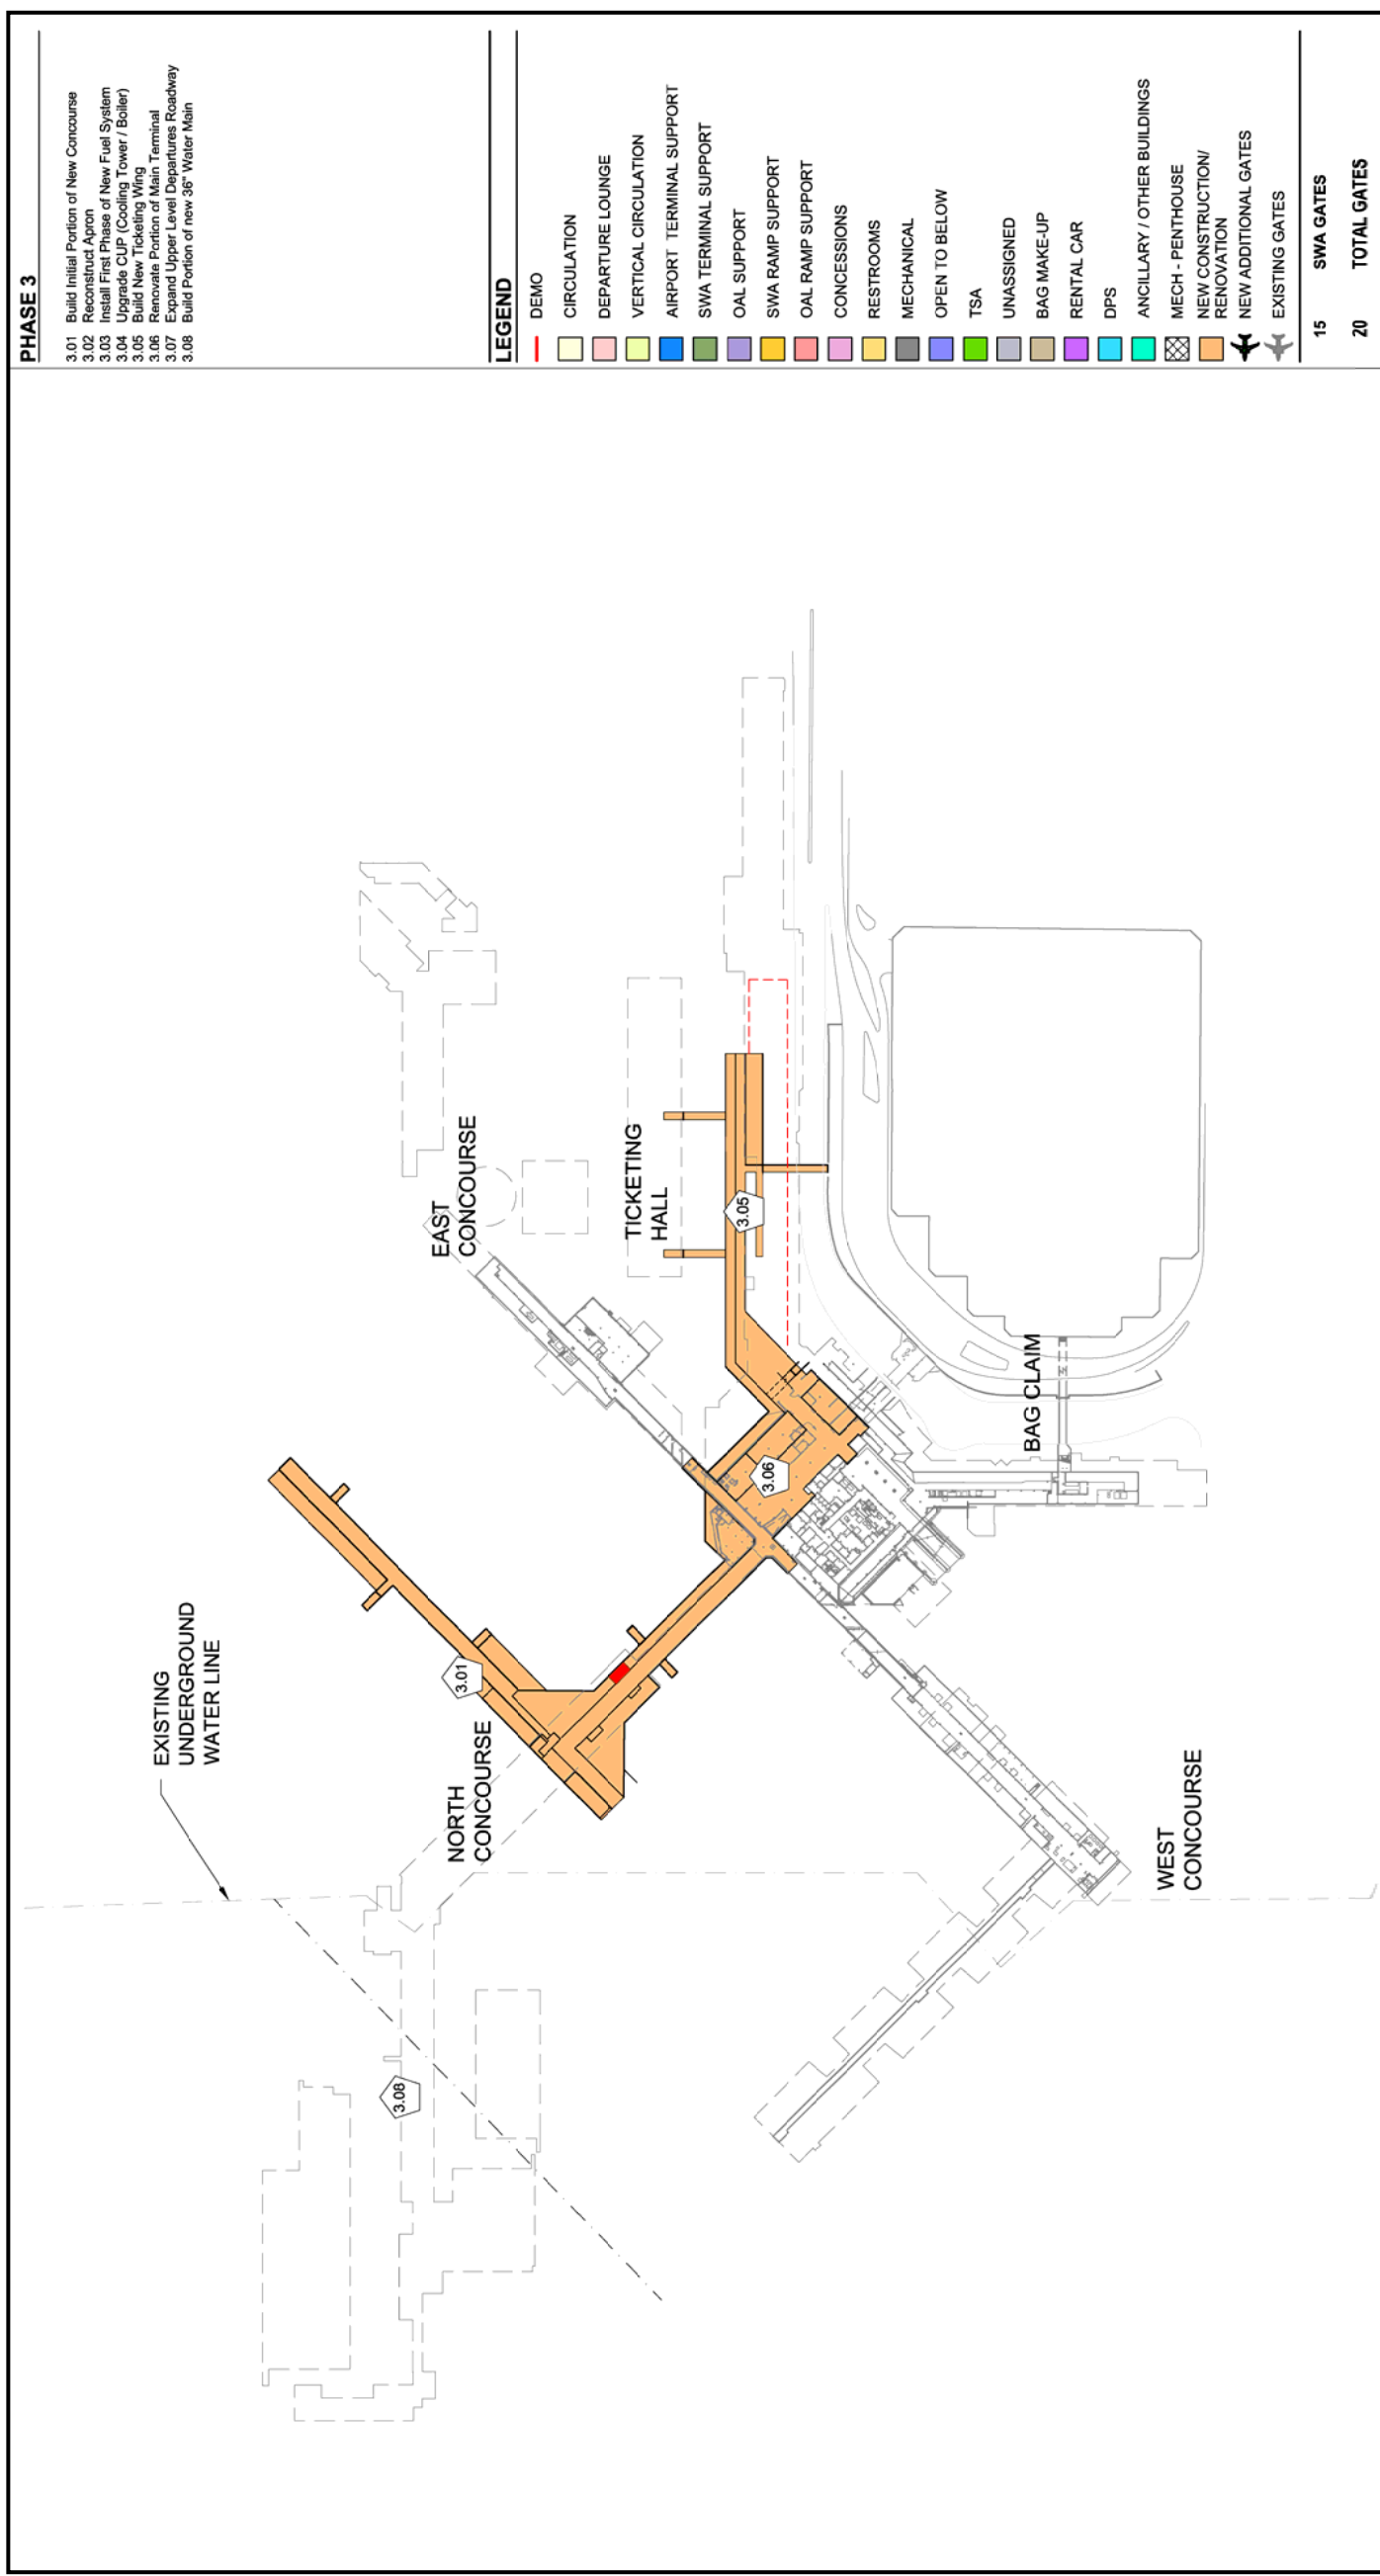 PHASE 3
3.01 Build Initial Portion of New Concourse
3.02 Reconstruct Apron
3.03 Install First Phase of New Fuel System
3.04 Upgrade CUP (Cooling Tower / Boiler)
3.05 Build New Ticketing Wing
3.06 Renovate Portion of Main Terminal
3.07 Expand Upper Level Departures Roadway
3.08 Build Portion of new 36" Water Main
LEGEND
DEMO
CIRCULATION
DEPARTURE LOUNGE
VERTICAL CIRCULATION
AIRPORT TERMINAL SUPPORT
SWA TERMINAL SUPPORT
OAL SUPPORT
SWA RAMP SUPPORT
OAL RAMP SUPPORT
CONCESSIONS
RESTROOMS
MECHANICAL
OPEN TO BELOW
TSA
UNASSIGNED
BAG MAKE-UP
RENTAL CAR
DPS
ANCILLARY / OTHER BUILDINGS
MECH - PENTHOUSE
NEW CONSTRUCTION/
RENOVATION
NEW ADDITIONAL GATES
EXISTING GATES
15 SWA GATES
20 TOTAL GATES
EXISTING
UNDERGROUND
WATER LINE
3.08
NORTH
CONCOURSE
3.01
EAST
CONCOURSE
TICKETING
HALL
3.05
3.06
BAG CLAIM
WEST
CONCOURSE